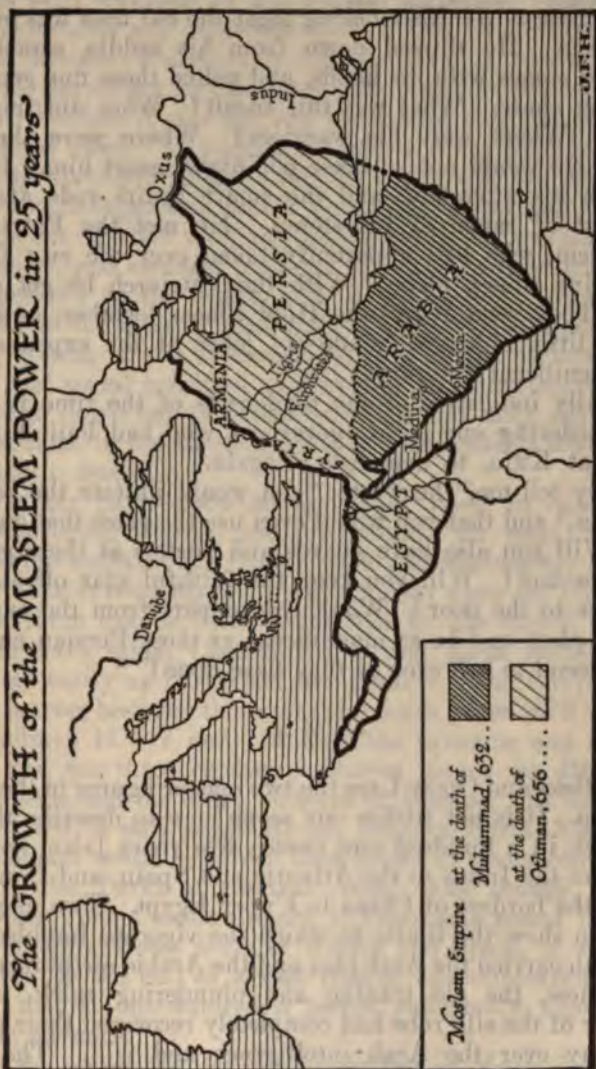 The GROWTH of the MOSLEM POWER in 25 years
Danube
Oxus
Indus
ARMENIA
PERSIA
Tigris
Euphrates
SYRIA
EGYPT
ARABIA
Medina
Mecca
Moslem Empire at the death of
Muhammad, 632..
at the death of
Othman, 656....
J.F.H.